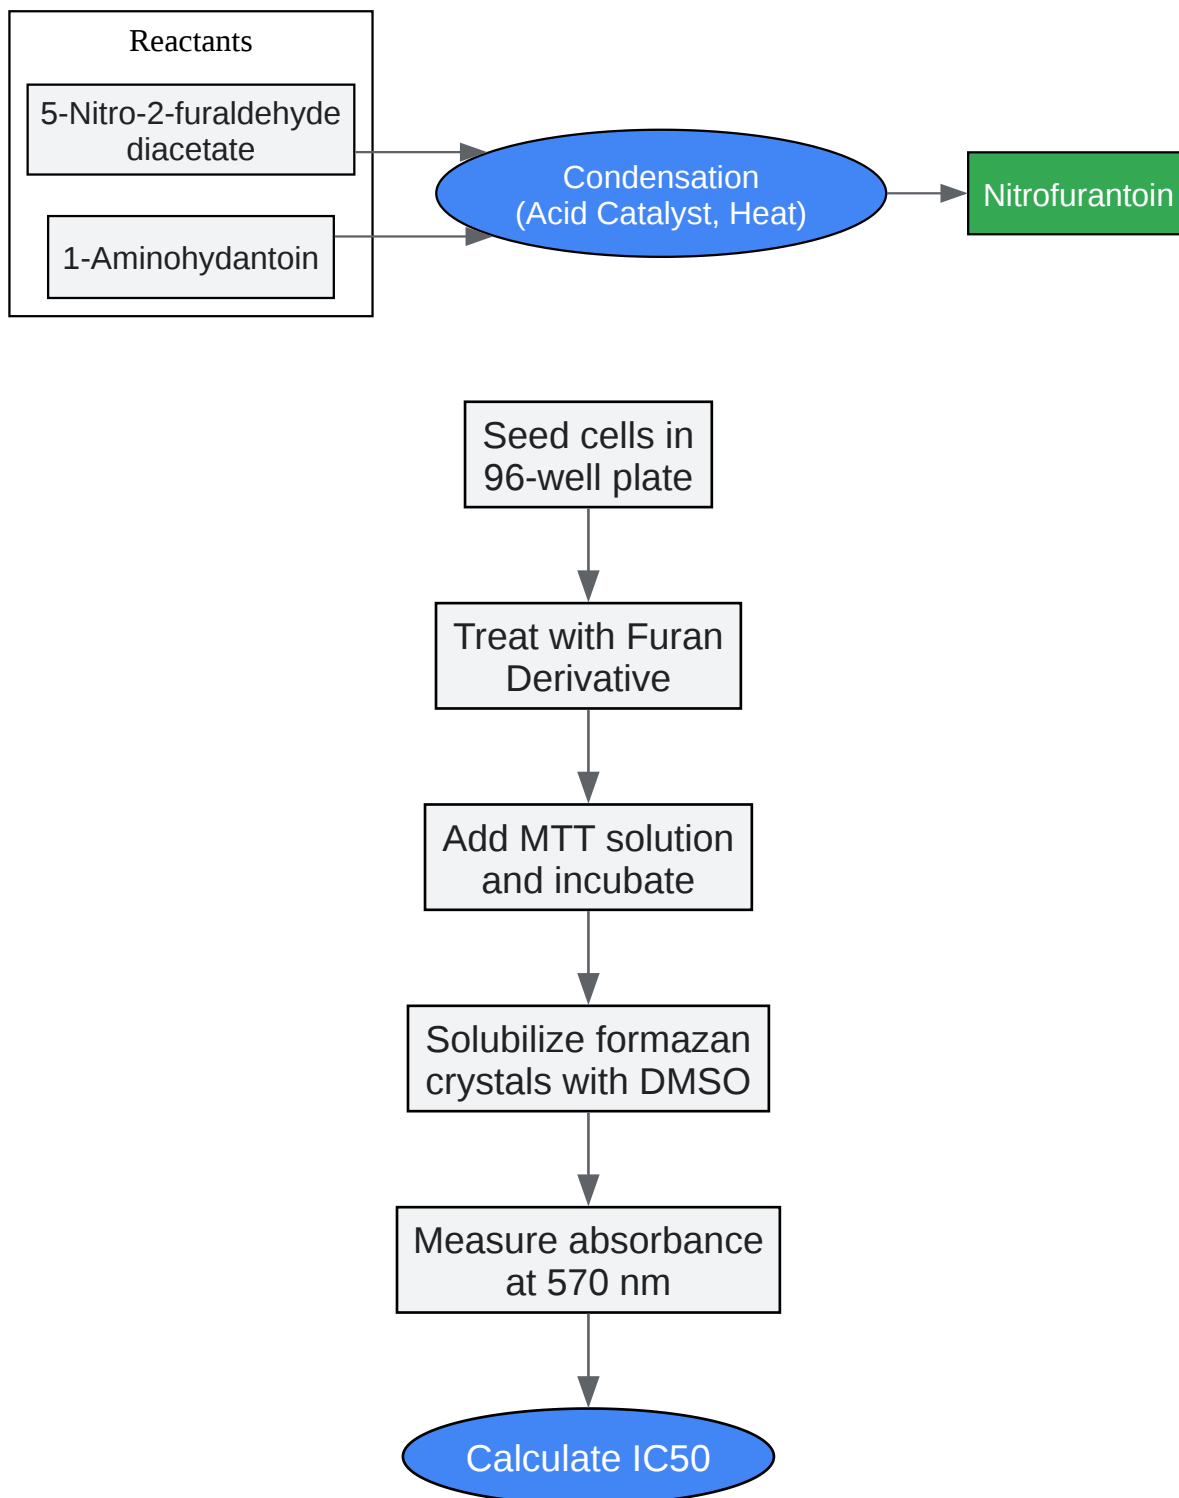 Reactants
5-Nitro-2-furaldehyde
diacetate
1-Aminohydantoin
Condensation
(Acid Catalyst, Heat)
Nitrofurantoin
Seed cells in
96-well plate
Treat with Furan
Derivative
Add MTT solution
and incubate
Solubilize formazan
crystals with DMSO
Measure absorbance
at 570 nm
Calculate IC50